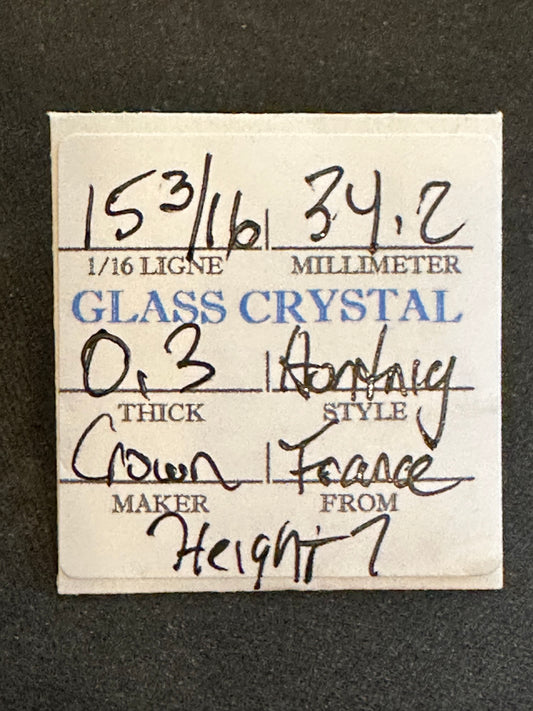 15 3/16 34.2
1/16 LIGNE MILLIMETER
GLASS CRYSTAL
0.3
THICK STYLE
Crown France
MAKER FROM
Height 7